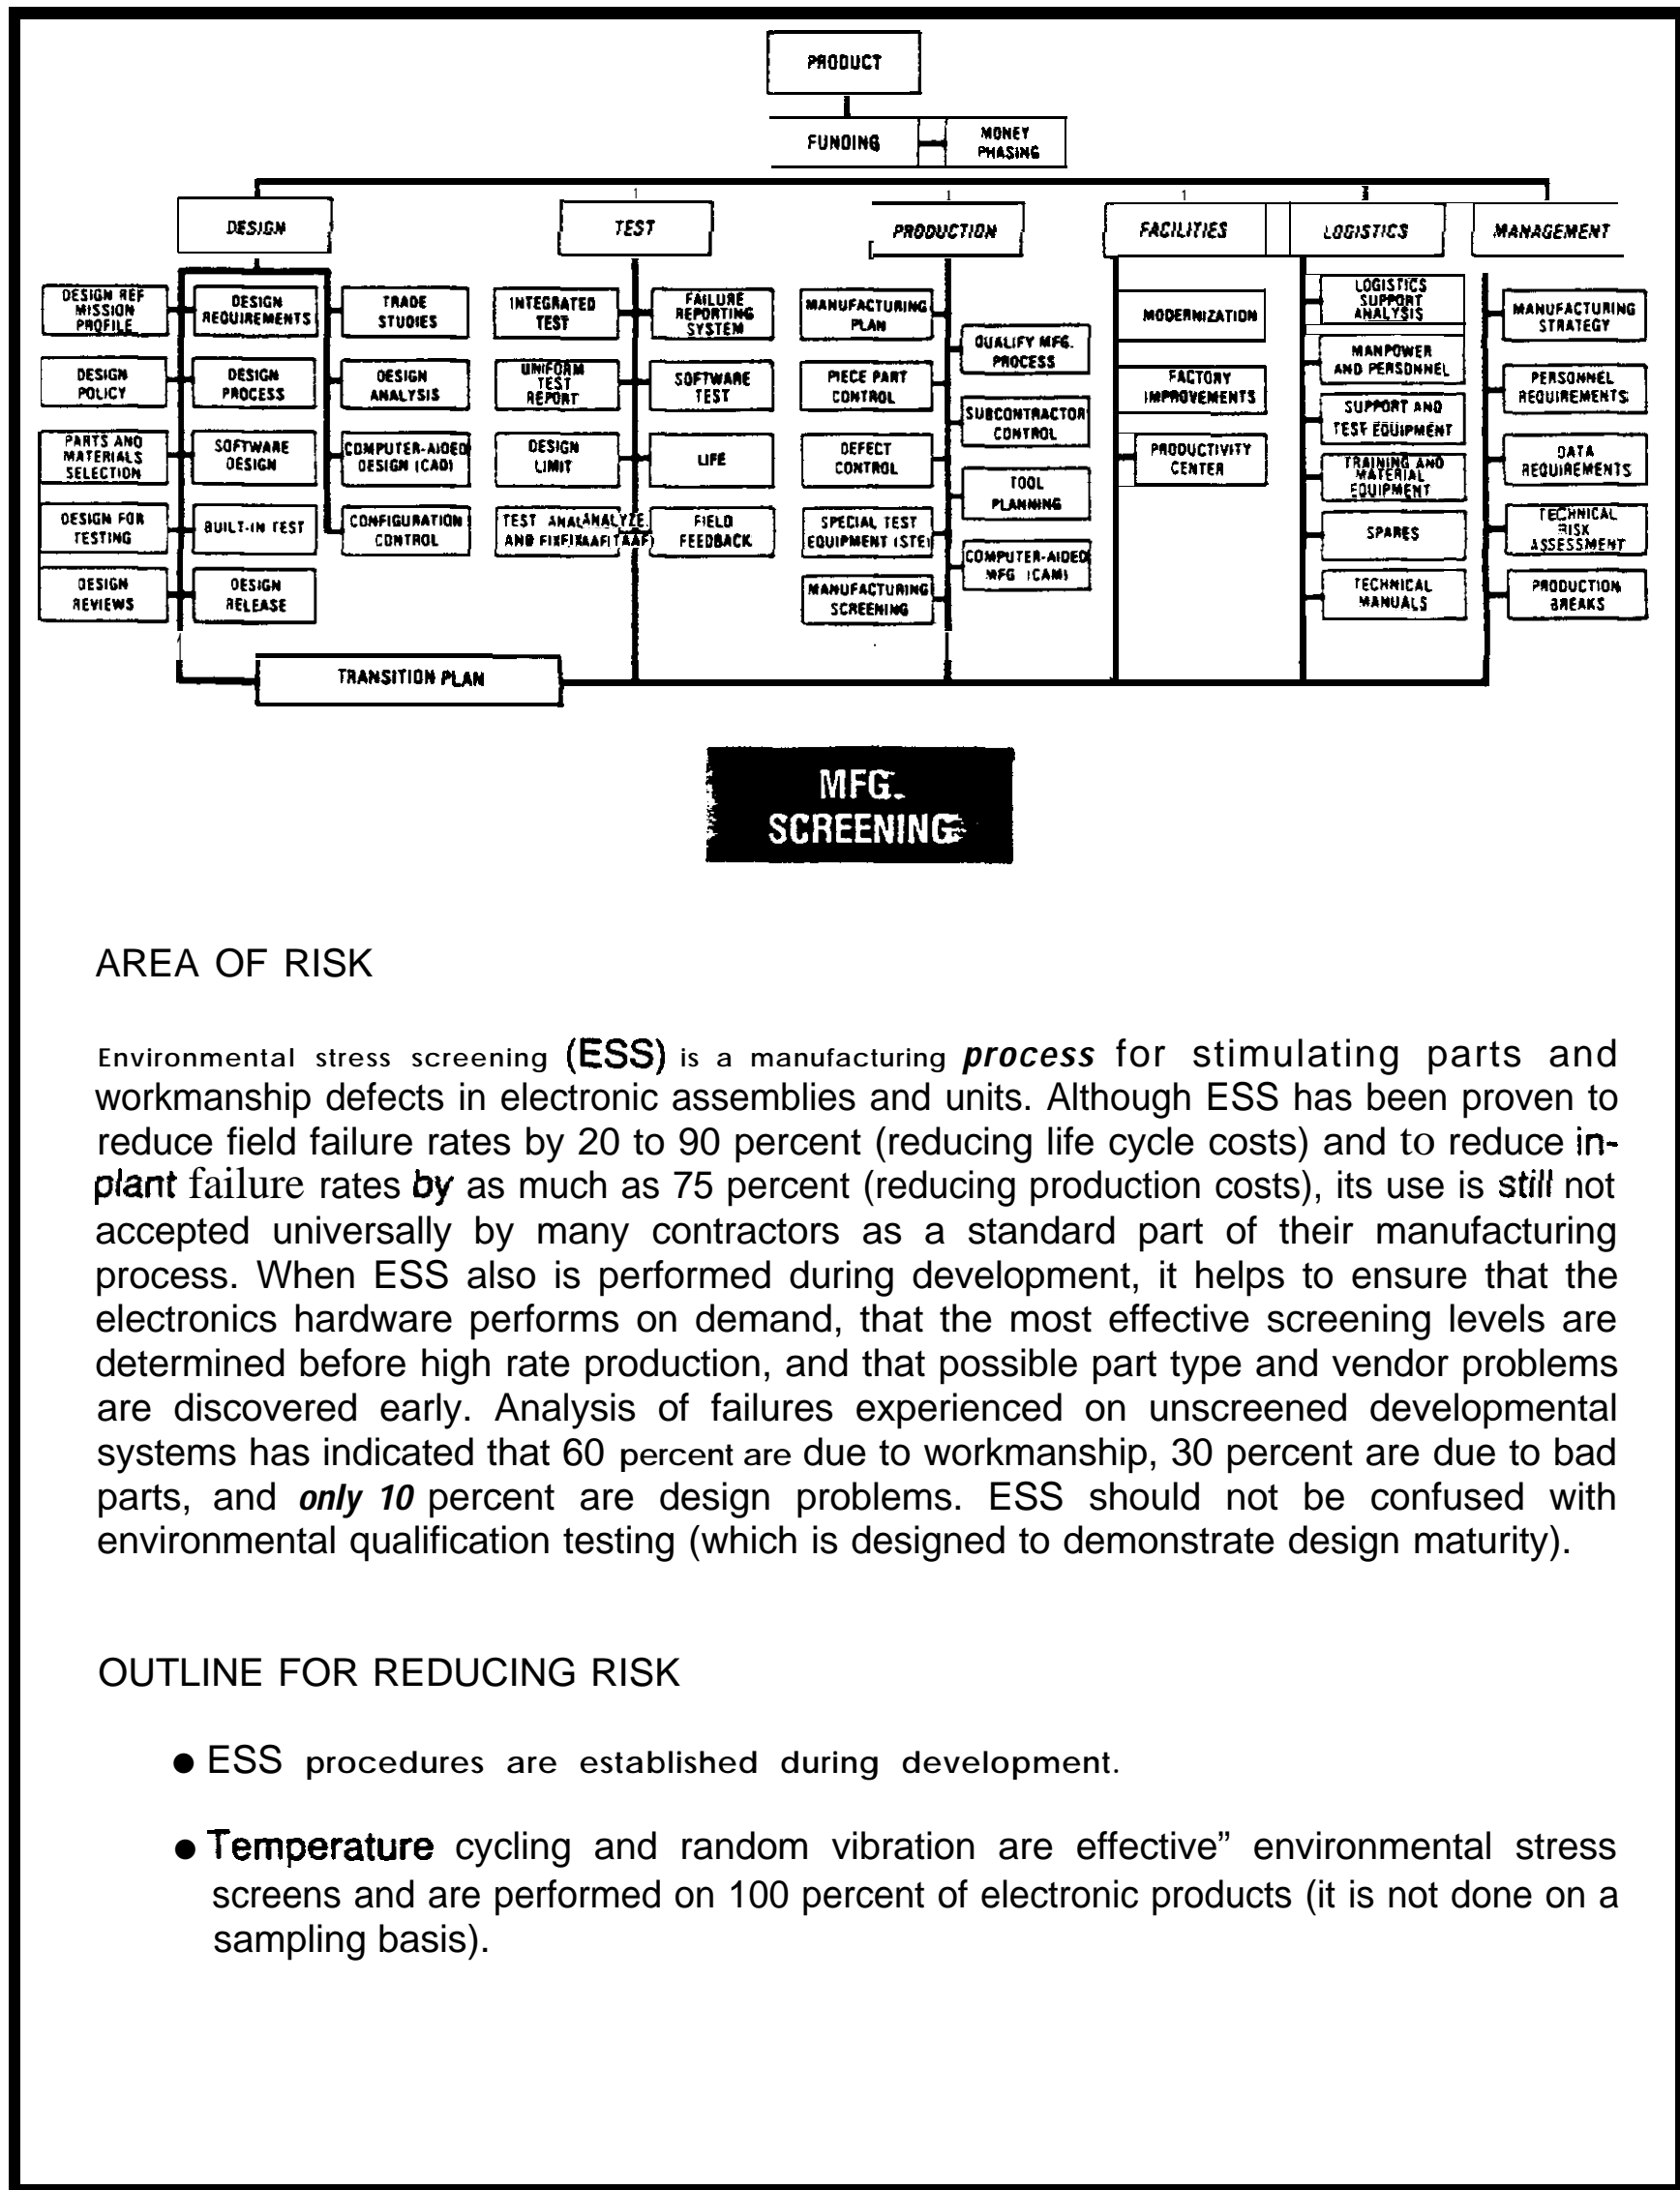 PRODUCT
FUNDING
MONEY
PHASING
DESIGN
TEST
PRODUCTION
FACILITIES
LOGISTICS
MANAGEMENT
DESIGN REF
MISSION
PROFILE
DESIGN
REQUIREMENTS
TRADE
STUDIES
DESIGN
POLICY
DESIGN
PROCESS
DESIGN
ANALYSIS
PARTS AND
MATERIALS
SELECTION
SOFTWARE
DESIGN
COMPUTER-AIDED
DESIGN (CAD)
DESIGN FOR
TESTING
BUILT-IN TEST
CONFIGURATION
CONTROL
DESIGN
REVIEWS
DESIGN
RELEASE
INTEGRATED
TEST
FAILURE
REPORTING
SYSTEM
UNIFORM
TEST
REPORT
SOFTWARE
TEST
DESIGN
LIMIT
LIFE
TEST ANALYZE
AND FIX (TAAF)
FIELD
FEEDBACK
MANUFACTURING
PLAN
QUALIFY MFG.
PROCESS
PIECE PART
CONTROL
SUBCONTRACTOR
CONTROL
DEFECT
CONTROL
TOOL
PLANNING
SPECIAL TEST
EQUIPMENT (STE)
COMPUTER-AIDED
MFG (CAM)
MANUFACTURING
SCREENING
MODERNIZATION
FACTORY
IMPROVEMENTS
PRODUCTIVITY
CENTER
LOGISTICS
SUPPORT
ANALYSIS
MANPOWER
AND PERSONNEL
SUPPORT AND
TEST EQUIPMENT
TRAINING AND
MATERIAL
EQUIPMENT
SPARES
TECHNICAL
MANUALS
MANUFACTURING
STRATEGY
PERSONNEL
REQUIREMENTS
DATA
REQUIREMENTS
TECHNICAL
RISK
ASSESSMENT
PRODUCTION
BREAKS
TRANSITION PLAN
MFG.
SCREENING
AREA OF RISK
Environmental stress screening (ESS) is a manufacturing process for stimulating parts and
workmanship defects in electronic assemblies and units. Although ESS has been proven to
reduce field failure rates by 20 to 90 percent (reducing life cycle costs) and to reduce in-
plant failure rates by as much as 75 percent (reducing production costs), its use is still not
accepted universally by many contractors as a standard part of their manufacturing
process. When ESS also is performed during development, it helps to ensure that the
electronics hardware performs on demand, that the most effective screening levels are
determined before high rate production, and that possible part type and vendor problems
are discovered early. Analysis of failures experienced on unscreened developmental
systems has indicated that 60 percent are due to workmanship, 30 percent are due to bad
parts, and only 10 percent are design problems. ESS should not be confused with
environmental qualification testing (which is designed to demonstrate design maturity).
OUTLINE FOR REDUCING RISK
● ESS procedures are established during development.
● Temperature cycling and random vibration are effective” environmental stress
screens and are performed on 100 percent of electronic products (it is not done on a
sampling basis).